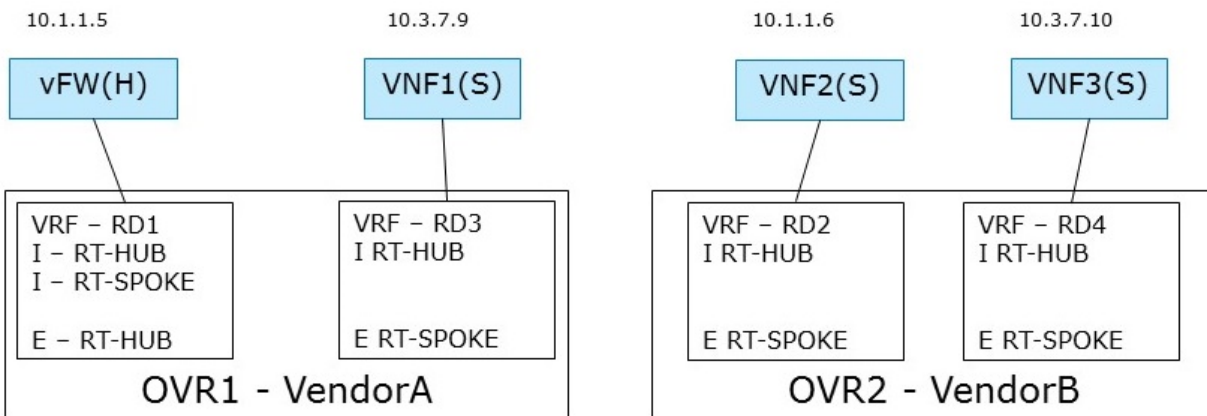 10.1.1.5
10.3.7.9
10.1.1.6
10.3.7.10
vFW(H)
VNF1(S)
VNF2(S)
VNF3(S)
VRF – RD1
I – RT-HUB
I – RT-SPOKE
E – RT-HUB
VRF – RD3
I RT-HUB
E RT-SPOKE
VRF – RD2
I RT-HUB
E RT-SPOKE
VRF – RD4
I RT-HUB
E RT-SPOKE
OVR1 - VendorA
OVR2 - VendorB